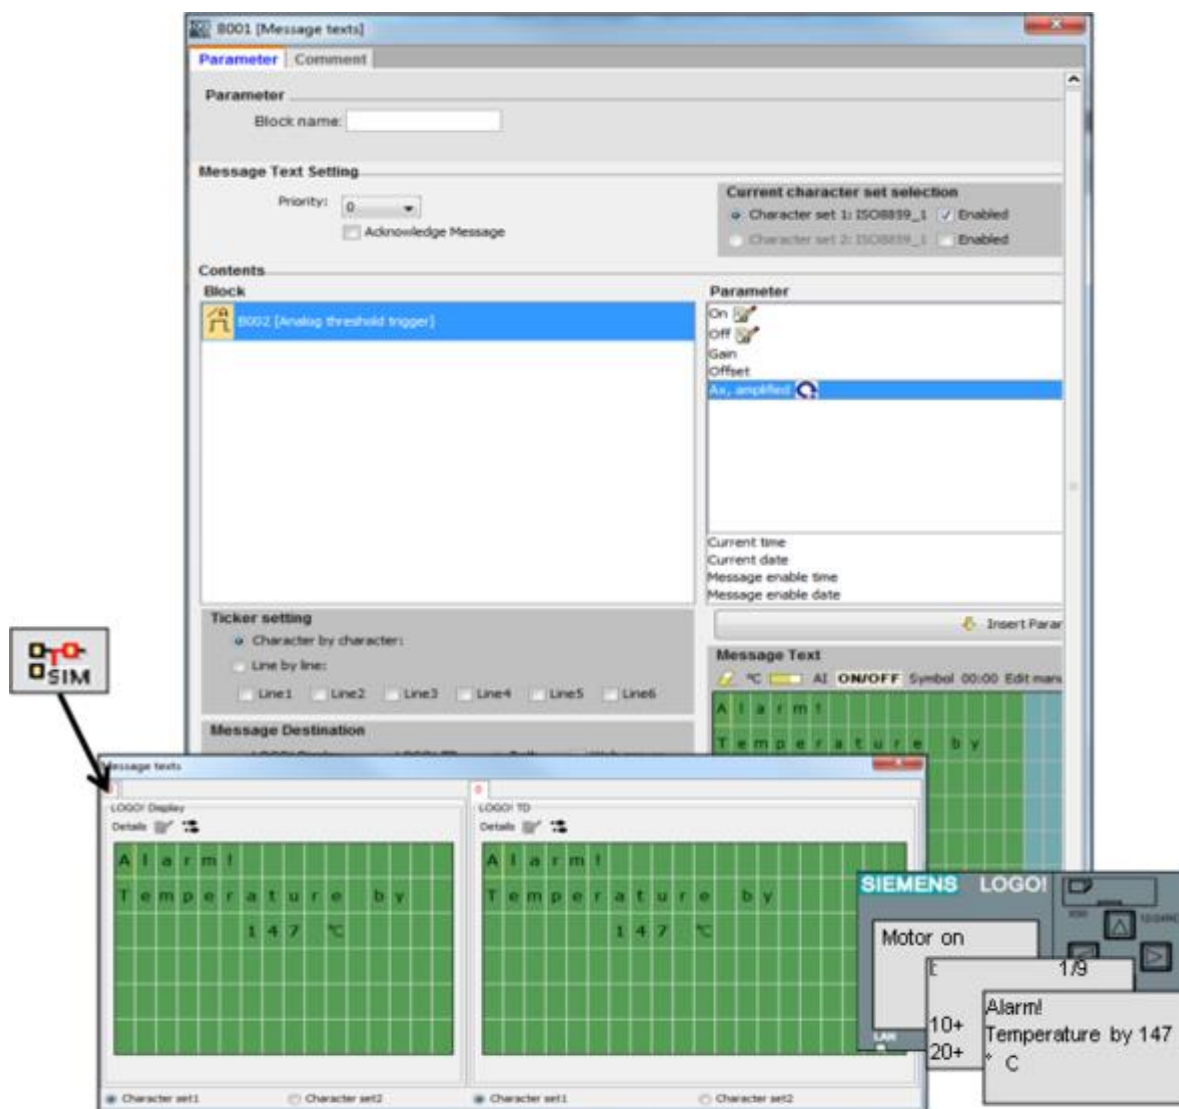 B001 [Message texts]
Parameter Comment
Parameter
Block name:
Message Text Setting
Priority: 0
Acknowledge Message
Current character set selection
Character set 1: ISO8859_1 Enabled
Character set 2: ISO8859_1 Enabled
Contents
Block
B002 [Analog threshold trigger]
Parameter
On
Off
Gain
Offset
Ax, amplified
Current time
Current date
Message enable time
Message enable date
Insert Parar
Ticker setting
Character by character:
Line by line:
Line1 Line2 Line3 Line4 Line5 Line6
Message Destination
Message Text
℃ AI ON/OFF Symbol 00:00 Edit manu
Alarm!
Temperature by
SIM
Message texts
LOGO! Display
Details
Alarm!
Temperature by
147 ℃
Character set1 Character set2
0
LOGO! TD
Details
Alarm!
Temperature by
147 ℃
Character set1 Character set2
SIEMENS LOGO!
Motor on
1/9
10+
20+
Alarm!
Temperature by 147
° C